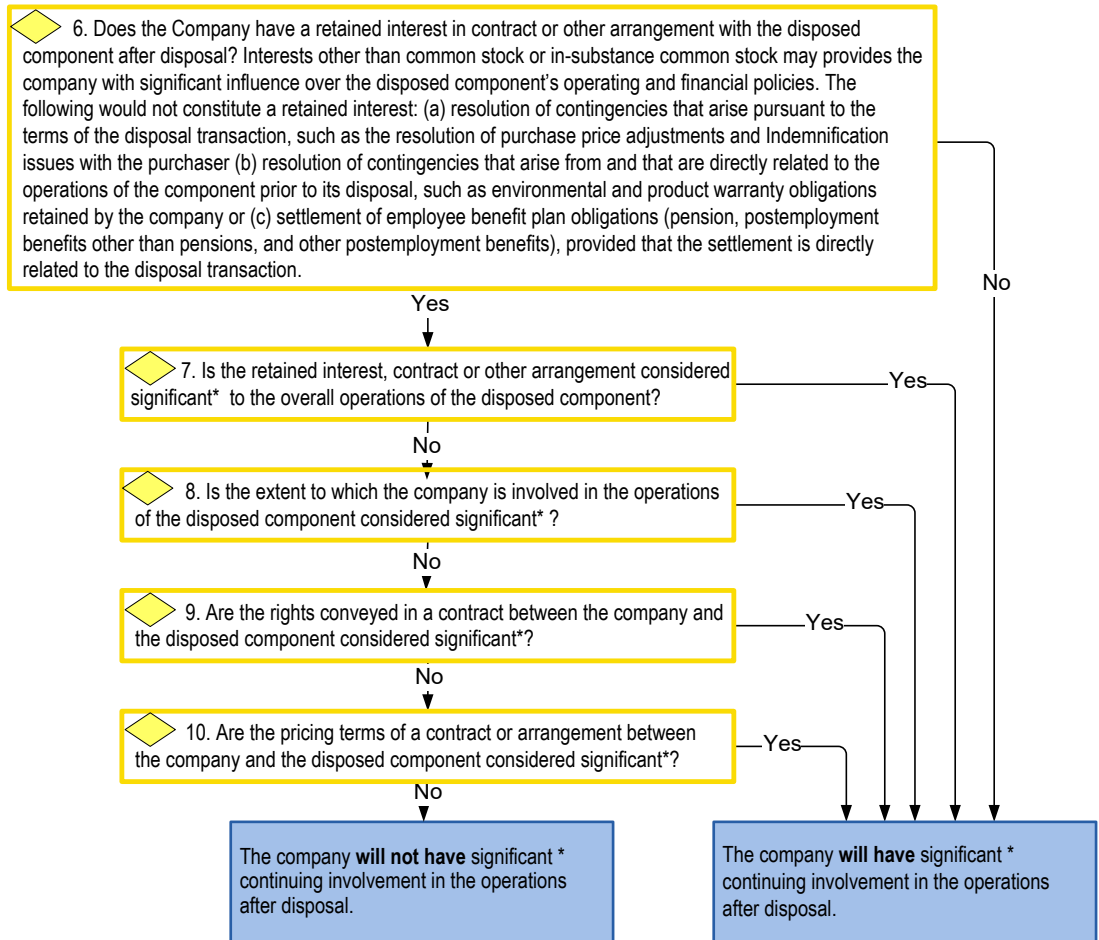 6. Does the Company have a retained interest in contract or other arrangement with the disposed
component after disposal? Interests other than common stock or in-substance common stock may provides the
company with significant influence over the disposed component's operating and financial policies. The
following would not constitute a retained interest: (a) resolution of contingencies that arise pursuant to the
terms of the disposal transaction, such as the resolution of purchase price adjustments and Indemnification
issues with the purchaser (b) resolution of contingencies that arise from and that are directly related to the
operations of the component prior to its disposal, such as environmental and product warranty obligations
retained by the company or (c) settlement of employee benefit plan obligations (pension, postemployment
benefits other than pensions, and other postemployment benefits), provided that the settlement is directly
related to the disposal transaction.
No
Yes
7. Is the retained interest, contract or other arrangement considered
significant* to the overall operations of the disposed component?
Yes
No
8. Is the extent to which the company is involved in the operations
of the disposed component considered significant* ?
Yes
No
9. Are the rights conveyed in a contract between the company and
the disposed component considered significant*?
Yes
No
10. Are the pricing terms of a contract or arrangement between
the company and the disposed component considered significant*?
Yes
No
The company will not have significant *
continuing involvement in the operations
after disposal.
The company will have significant *
continuing involvement in the operations
after disposal.